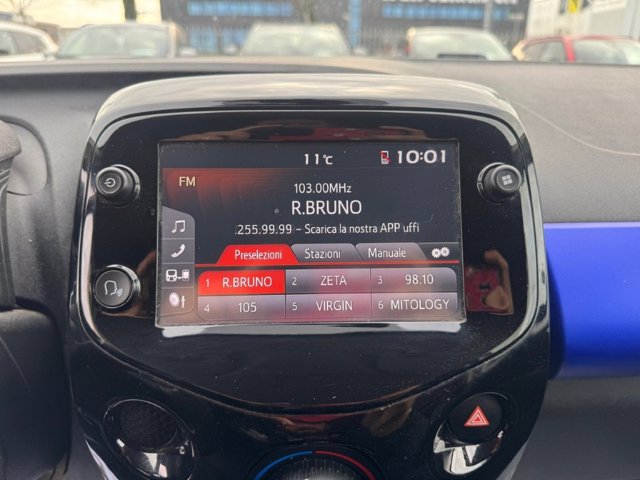 11°C 10:01
FM
103.00MHz
R.BRUNO
:255.99.99 - Scarica la nostra APP uffi
Preselezioni Stazioni Manuale
1 R.BRUNO 2 ZETA 3 98.10
4 105 5 VIRGIN 6 MITOLOGY